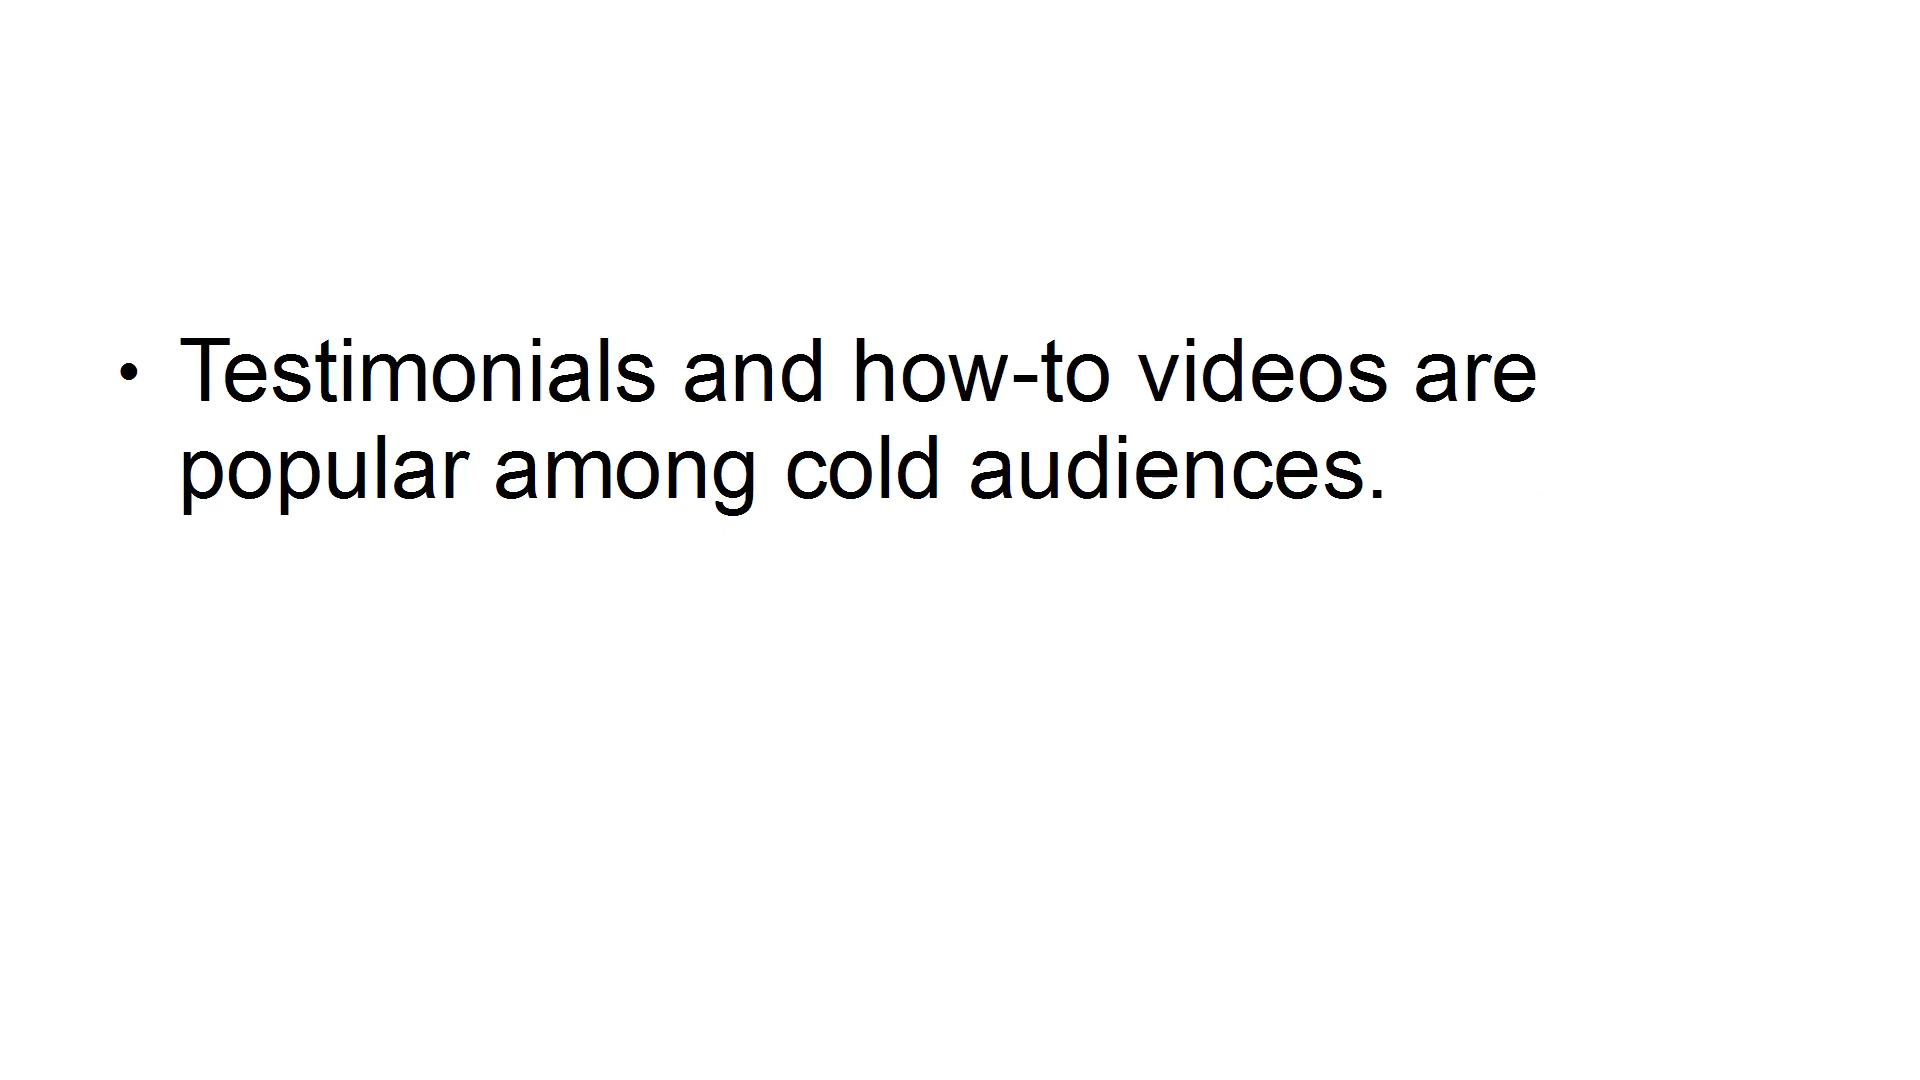 • Testimonials and how-to videos are
popular among cold audiences.